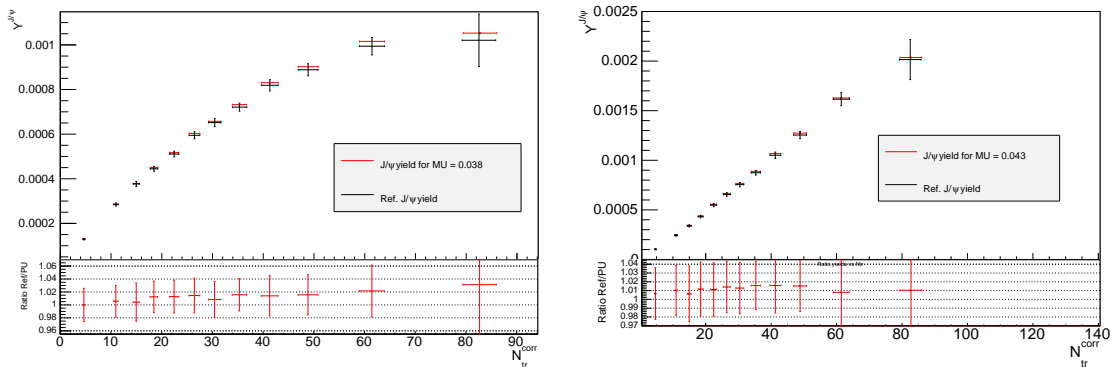 Y^J/ψ
0.001
0.0008
0.0006
0.0004
0.0002
J/ψ yield for MU = 0.038
Ref. J/ψ yield
Ratio Ref/PU
1.06
1.04
1.02
1
0.98
0.96
0 10 20 30 40 50 60 70 80 90
N_tr^corr
Y^J/ψ
0.0025
0.002
0.0015
0.001
0.0005
0
J/ψ yield for MU = 0.043
Ref. J/ψ yield
Ratio Ref/PU
1.04
1.03
1.02
1.01
1
0.99
0.98
0.97
20 40 60 80 100 120 140
N_tr^corr